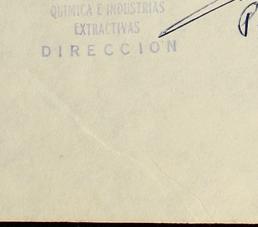 QUIMICA E INDUSTRIAS
EXTRACTIVAS
DIRECCION